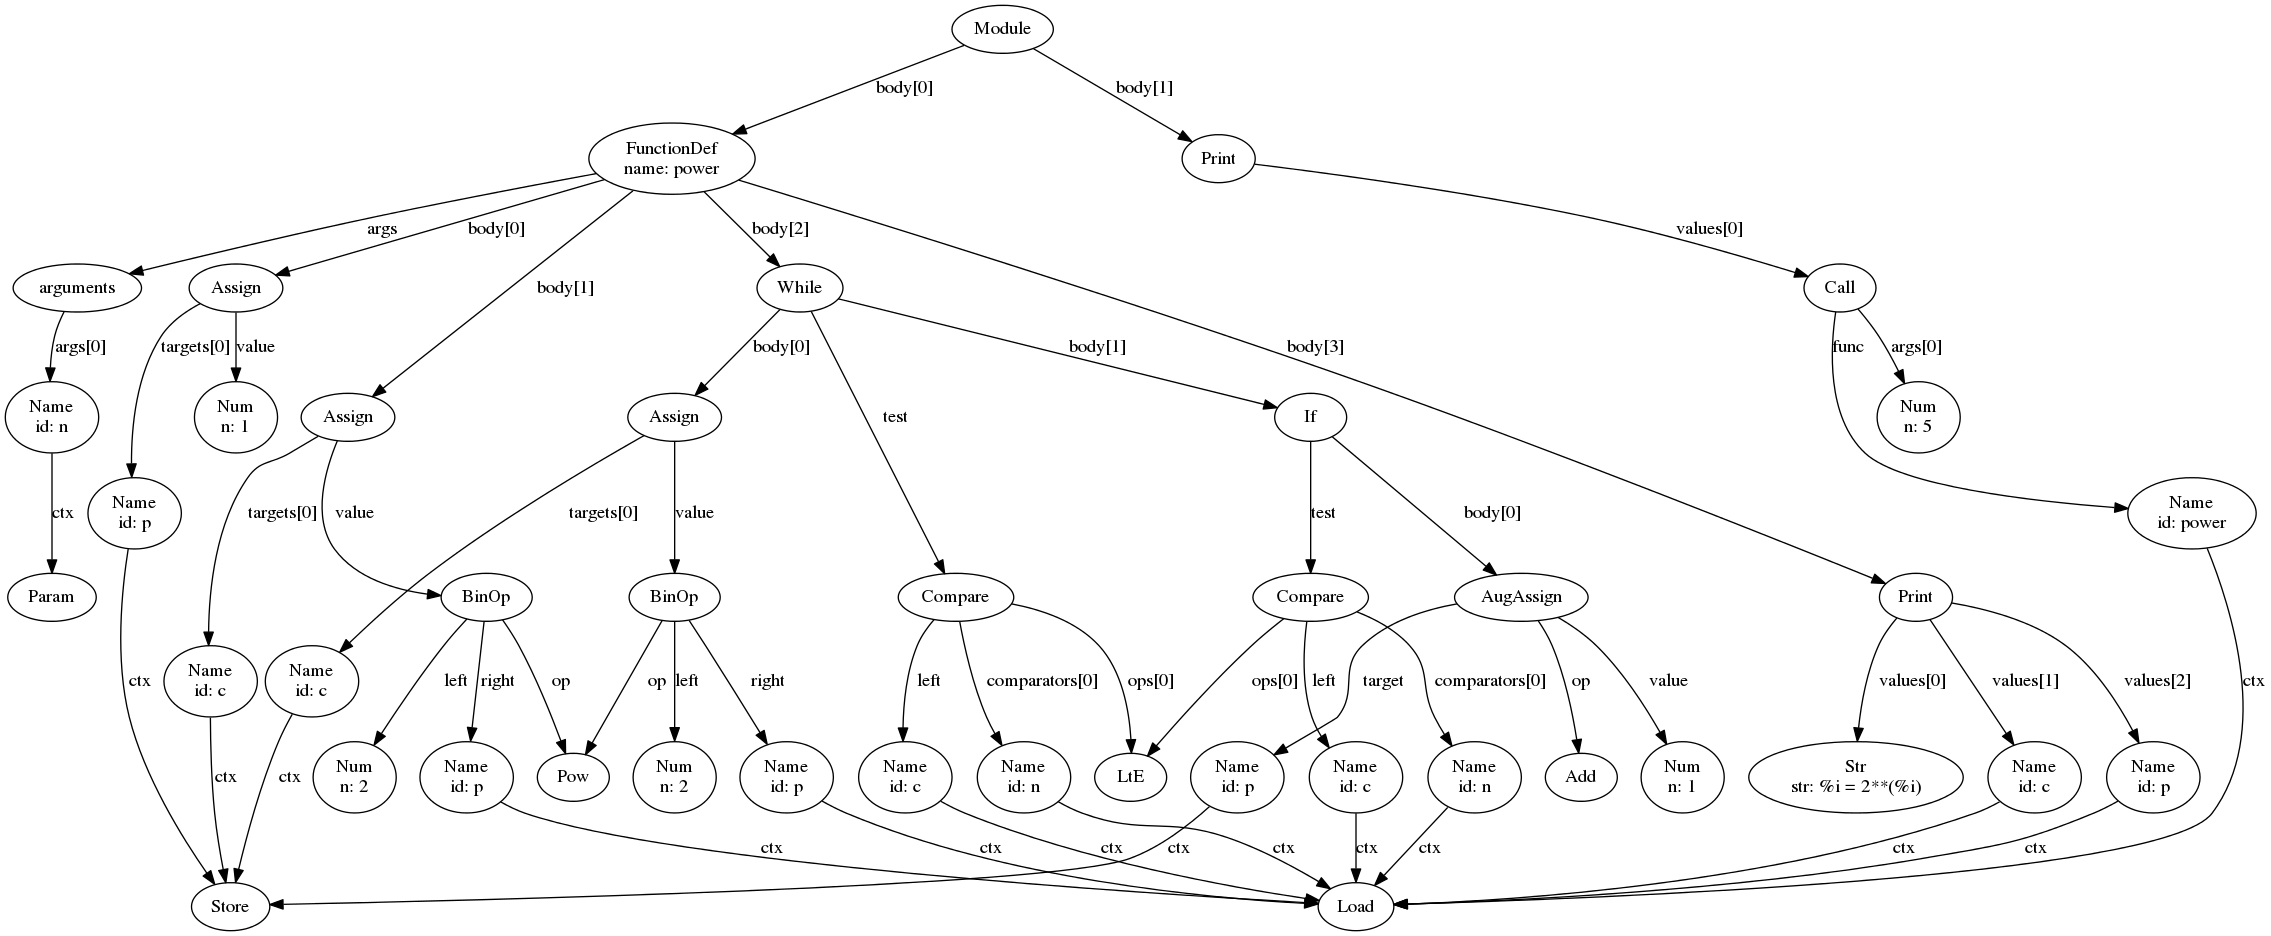 Module
body[0]
body[1]
FunctionDef
name: power
Print
args
body[0]
body[2]
values[0]
arguments
Assign
body[1]
While
Call
args[0]
targets[0]
value
body[0]
body[1]
body[3]
func
args[0]
Name
id: n
Num
n: 1
Assign
Assign
test
If
Num
n: 5
ctx
Name
id: p
targets[0]
value
targets[0]
value
test
body[0]
Name
id: power
Param
BinOp
BinOp
Compare
Compare
AugAssign
Print
ctx
Name
id: c
Name
id: c
left
right
op
op
left
right
left
comparators[0]
ops[0]
ops[0]
left
target
comparators[0]
op
value
values[0]
values[1]
values[2]
ctx
ctx
ctx
Num
n: 2
Name
id: p
Pow
Num
n: 2
Name
id: p
Name
id: c
Name
id: n
LtE
Name
id: p
Name
id: c
Name
id: n
Add
Num
n: 1
Str
str: %i = 2**(%i)
Name
id: c
Name
id: p
ctx
ctx
ctx
ctx
ctx
ctx
ctx
ctx
ctx
Store
Load